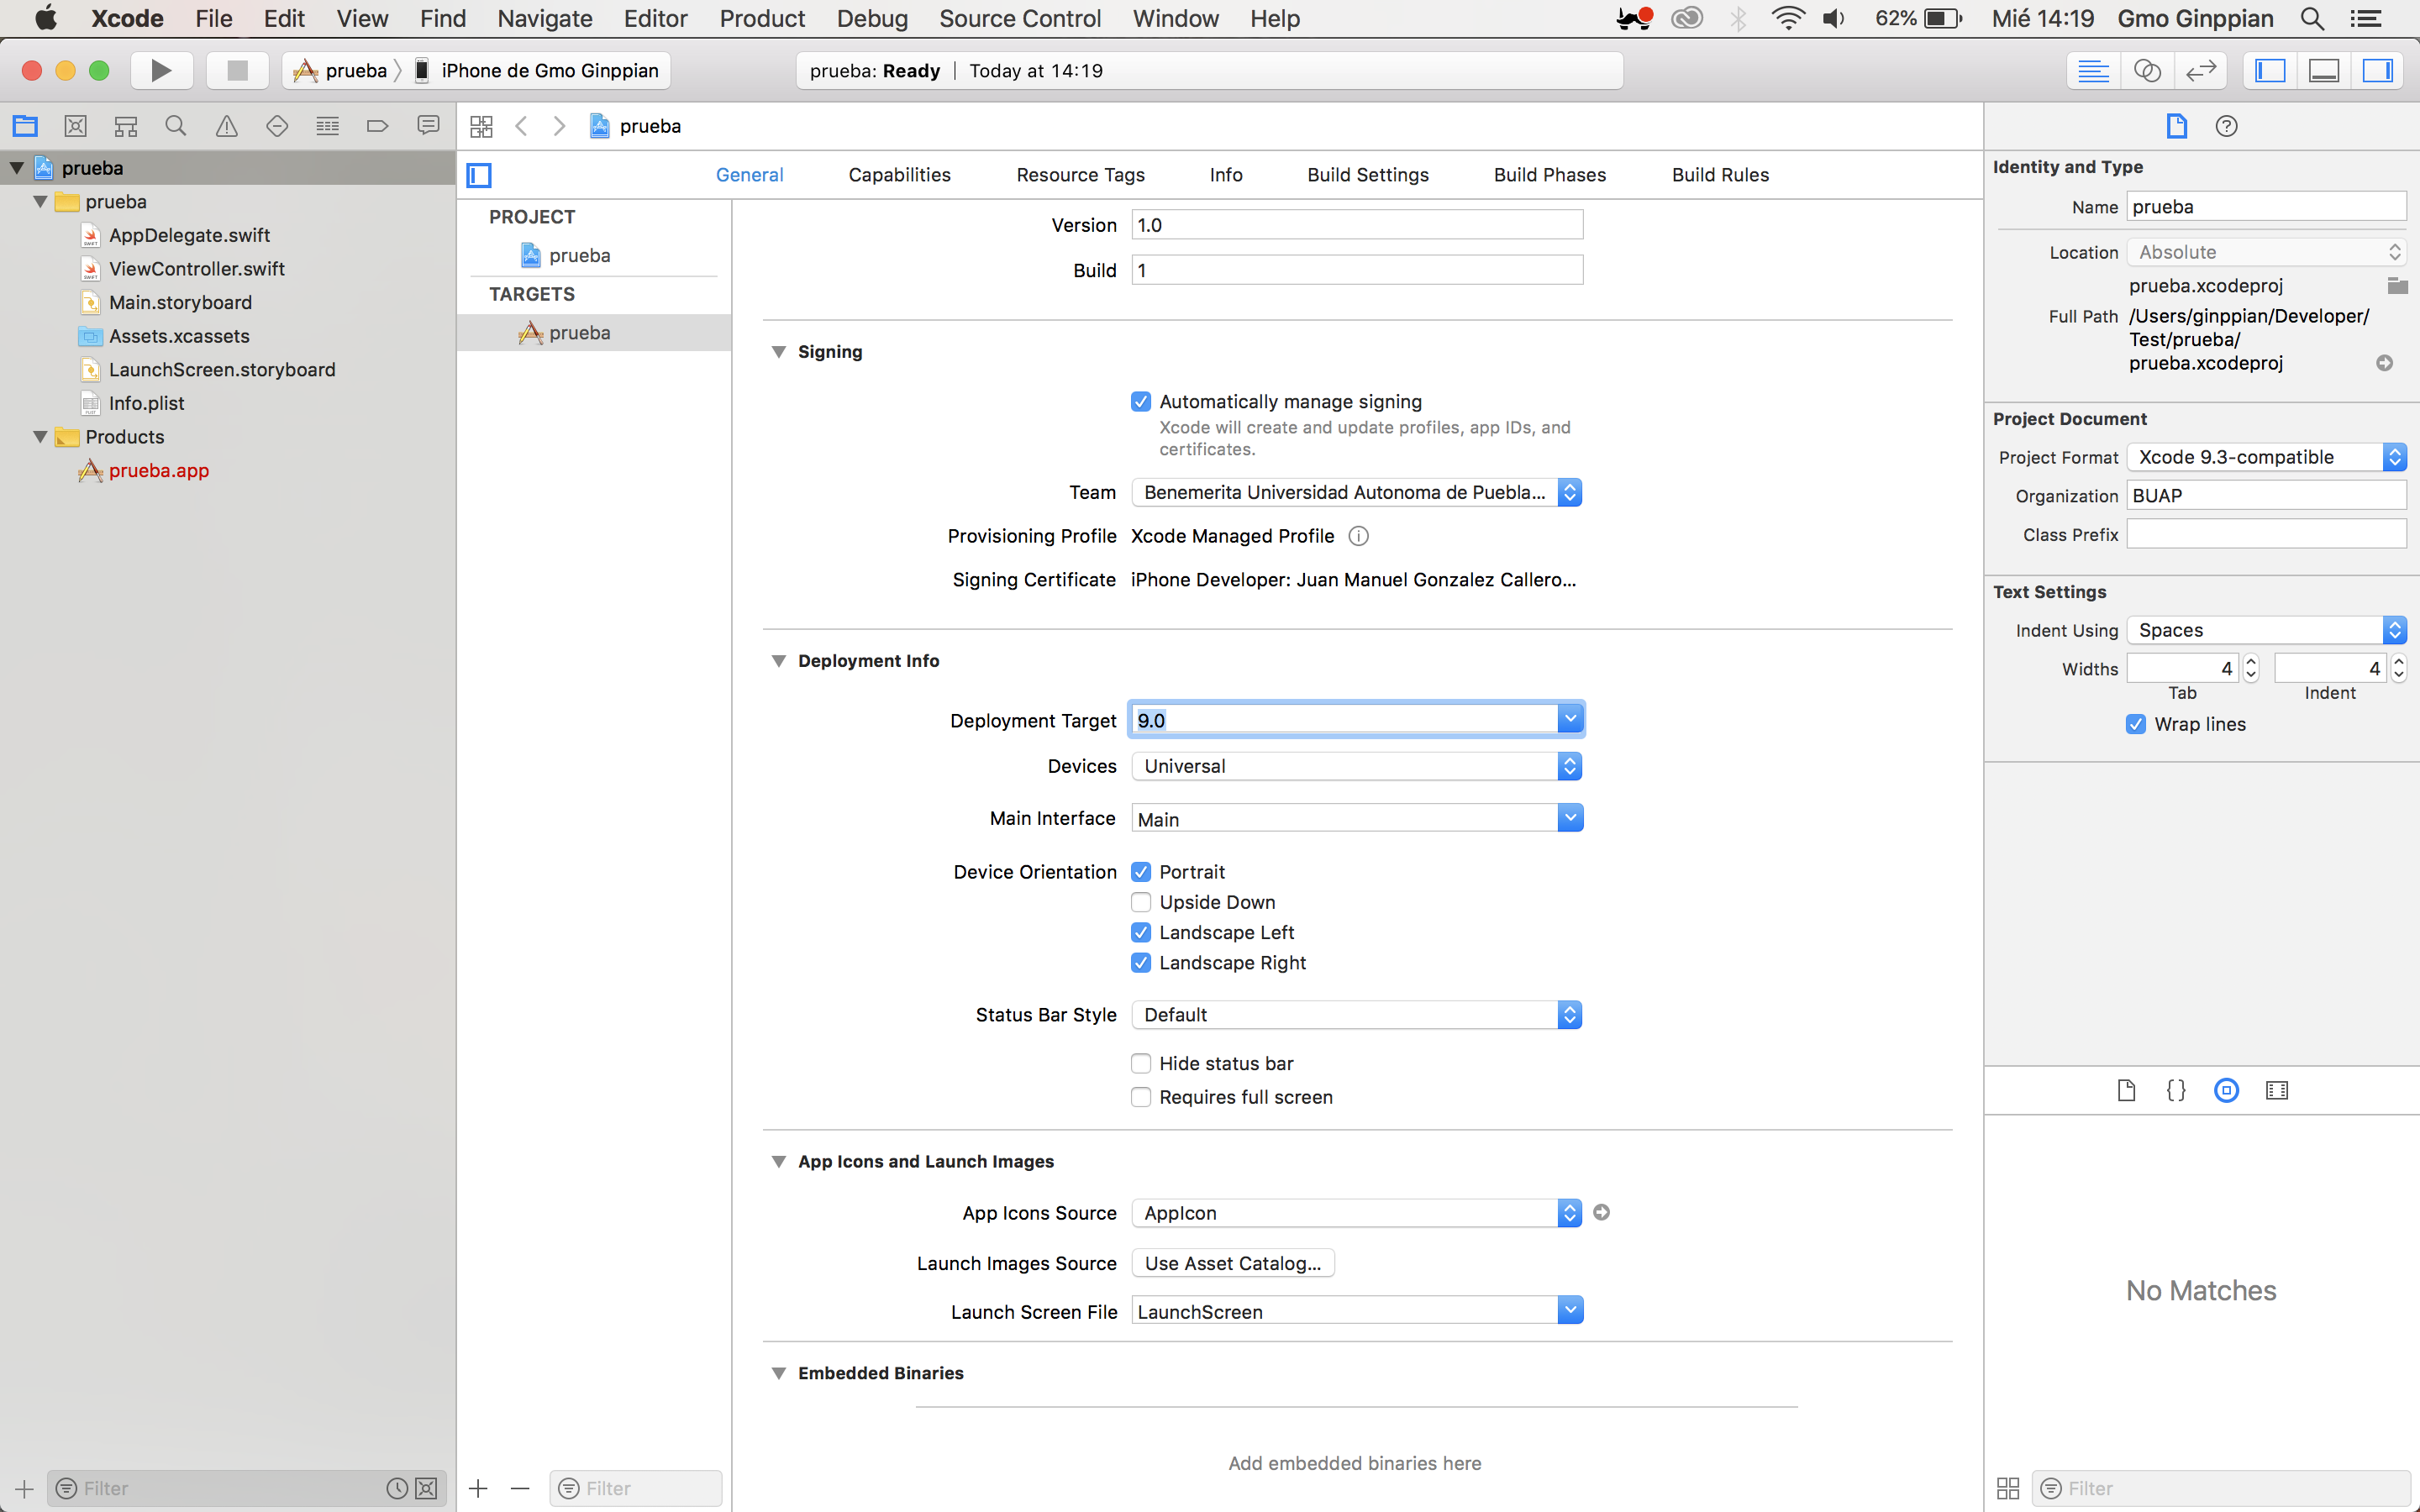 Xcode File Edit View Find Navigate Editor Product Debug Source Control Window Help 62% Mié 14:19 Gmo Ginppian
prueba iPhone de Gmo Ginppian prueba: Ready Today at 14:19
prueba
prueba
AppDelegate.swift
ViewController.swift
Main.storyboard
Assets.xcassets
LaunchScreen.storyboard
Info.plist
Products
prueba.app
Filter
prueba
General Capabilities Resource Tags Info Build Settings Build Phases Build Rules
PROJECT
prueba
TARGETS
prueba
Filter
Version 1.0
Build 1
Signing
Automatically manage signing
Xcode will create and update profiles, app IDs, and
certificates.
Team Benemerita Universidad Autonoma de Puebla...
Provisioning Profile Xcode Managed Profile
Signing Certificate iPhone Developer: Juan Manuel Gonzalez Callero...
Deployment Info
Deployment Target 9.0
Devices Universal
Main Interface Main
Device Orientation Portrait
Upside Down
Landscape Left
Landscape Right
Status Bar Style Default
Hide status bar
Requires full screen
App Icons and Launch Images
App Icons Source AppIcon
Launch Images Source Use Asset Catalog...
Launch Screen File LaunchScreen
Embedded Binaries
Add embedded binaries here
Identity and Type
Name prueba
Location Absolute
prueba.xcodeproj
Full Path /Users/ginppian/Developer/
Test/prueba/
prueba.xcodeproj
Project Document
Project Format Xcode 9.3-compatible
Organization BUAP
Class Prefix
Text Settings
Indent Using Spaces
Widths 4 4
Tab Indent
Wrap lines
No Matches
Filter